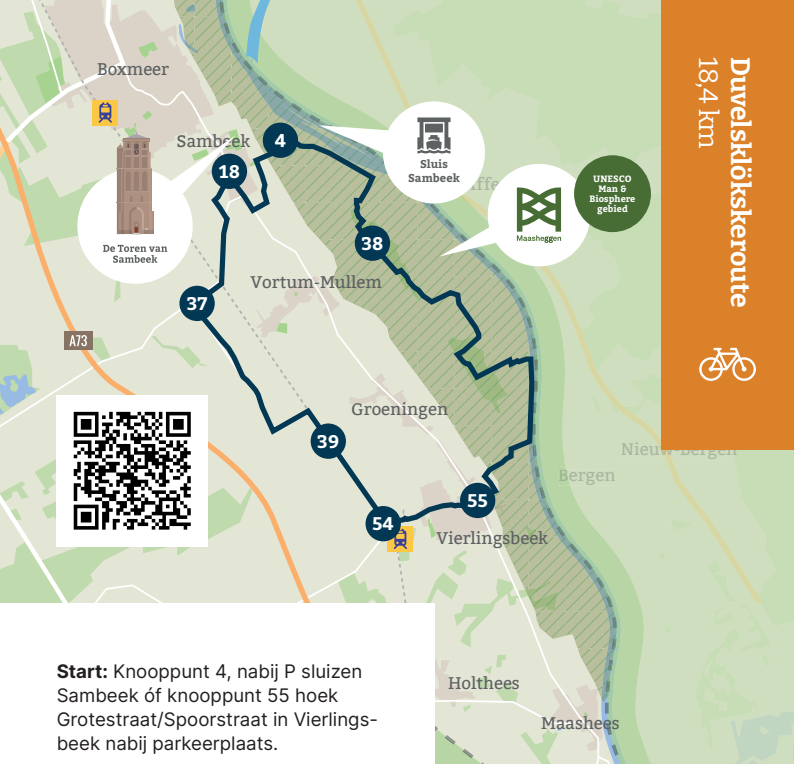 Boxmeer
Sambeek
4
18
De Toren van
Sambeek
Sluis
Sambeek
Maasheggen
UNESCO
Man &
Biosphere
gebied
Duvelsklökskeroute
18,4 km
38
Vortum-Mullem
37
A73
Groeningen
39
Nieuw-Bergen
Bergen
55
54
Vierlingsbeek
Start: Knooppunt 4, nabij P sluizen
Sambeek óf knooppunt 55 hoek
Grotestraat/Spoorstraat in Vierlings-
beek nabij parkeerplaats.
Holthees
Maashees